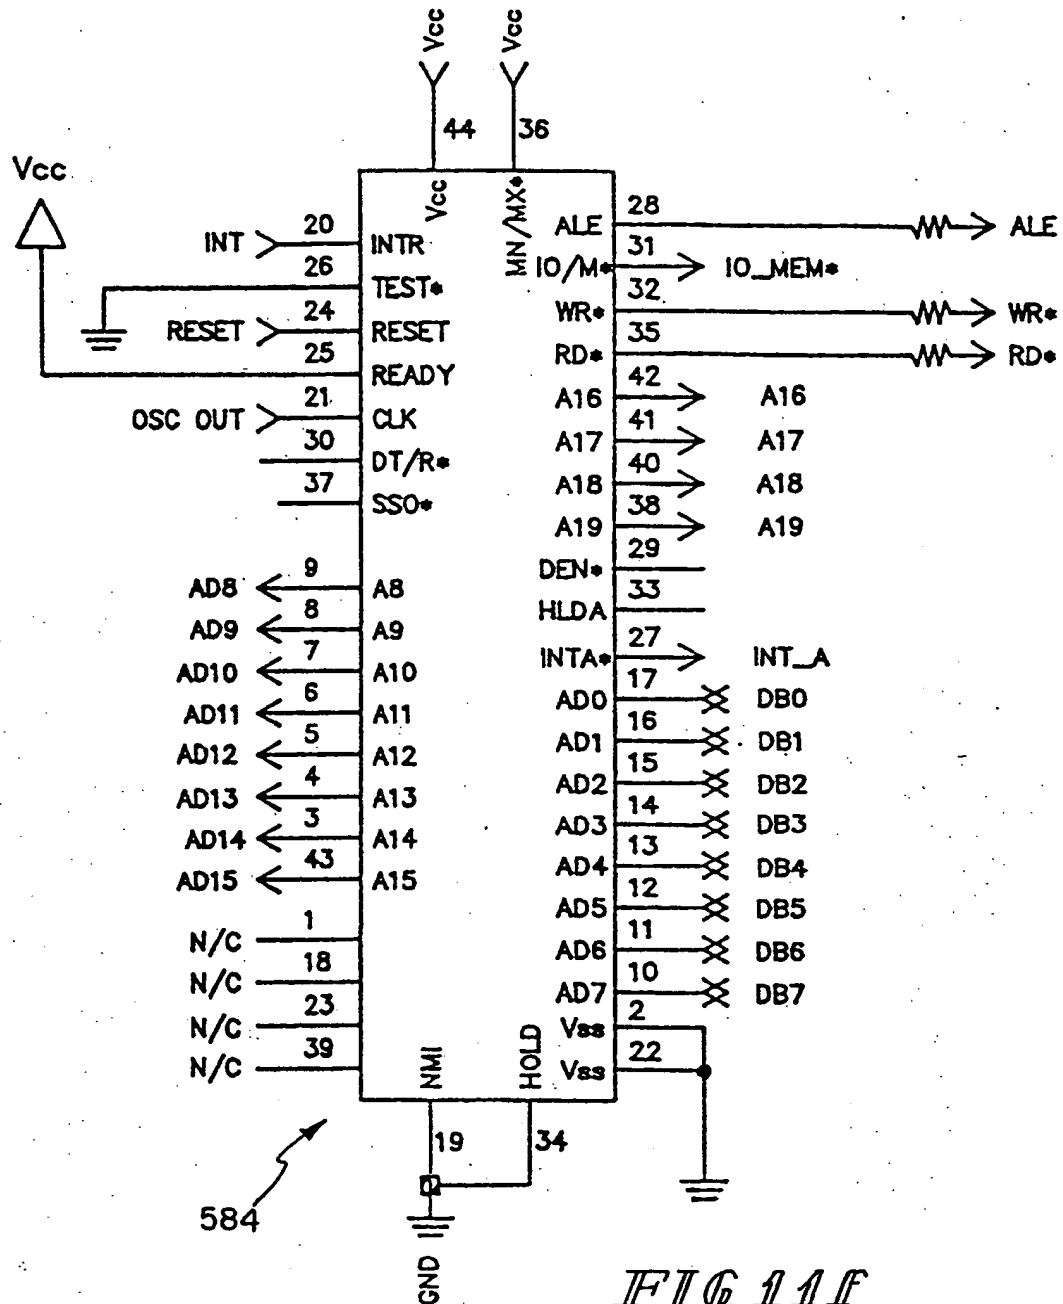 Vcc Vcc
44 36
Vcc
Vcc MN/MX*
INT 20 INTR
26 TEST*
RESET 24 RESET
25 READY
OSC OUT 21 CLK
30 DT/R*
37 SSO*
AD8 9 A8
AD9 8 A9
AD10 7 A10
AD11 6 A11
AD12 5 A12
AD13 4 A13
AD14 3 A14
AD15 43 A15
N/C 1
N/C 18
N/C 23
N/C 39
ALE 28 ALE
IO/M* 31 IO_MEM*
WR* 32 WR*
RD* 35 RD*
A16 42 A16
A17 41 A17
A18 40 A18
A19 38 A19
DEN* 29
HLDA 33
INTA* 27 INT_A
AD0 17 DB0
AD1 16 DB1
AD2 15 DB2
AD3 14 DB3
AD4 13 DB4
AD5 12 DB5
AD6 11 DB6
AD7 10 DB7
Vss 2
Vss 22
NMI HOLD
19 34
584
GND
FIG 11f